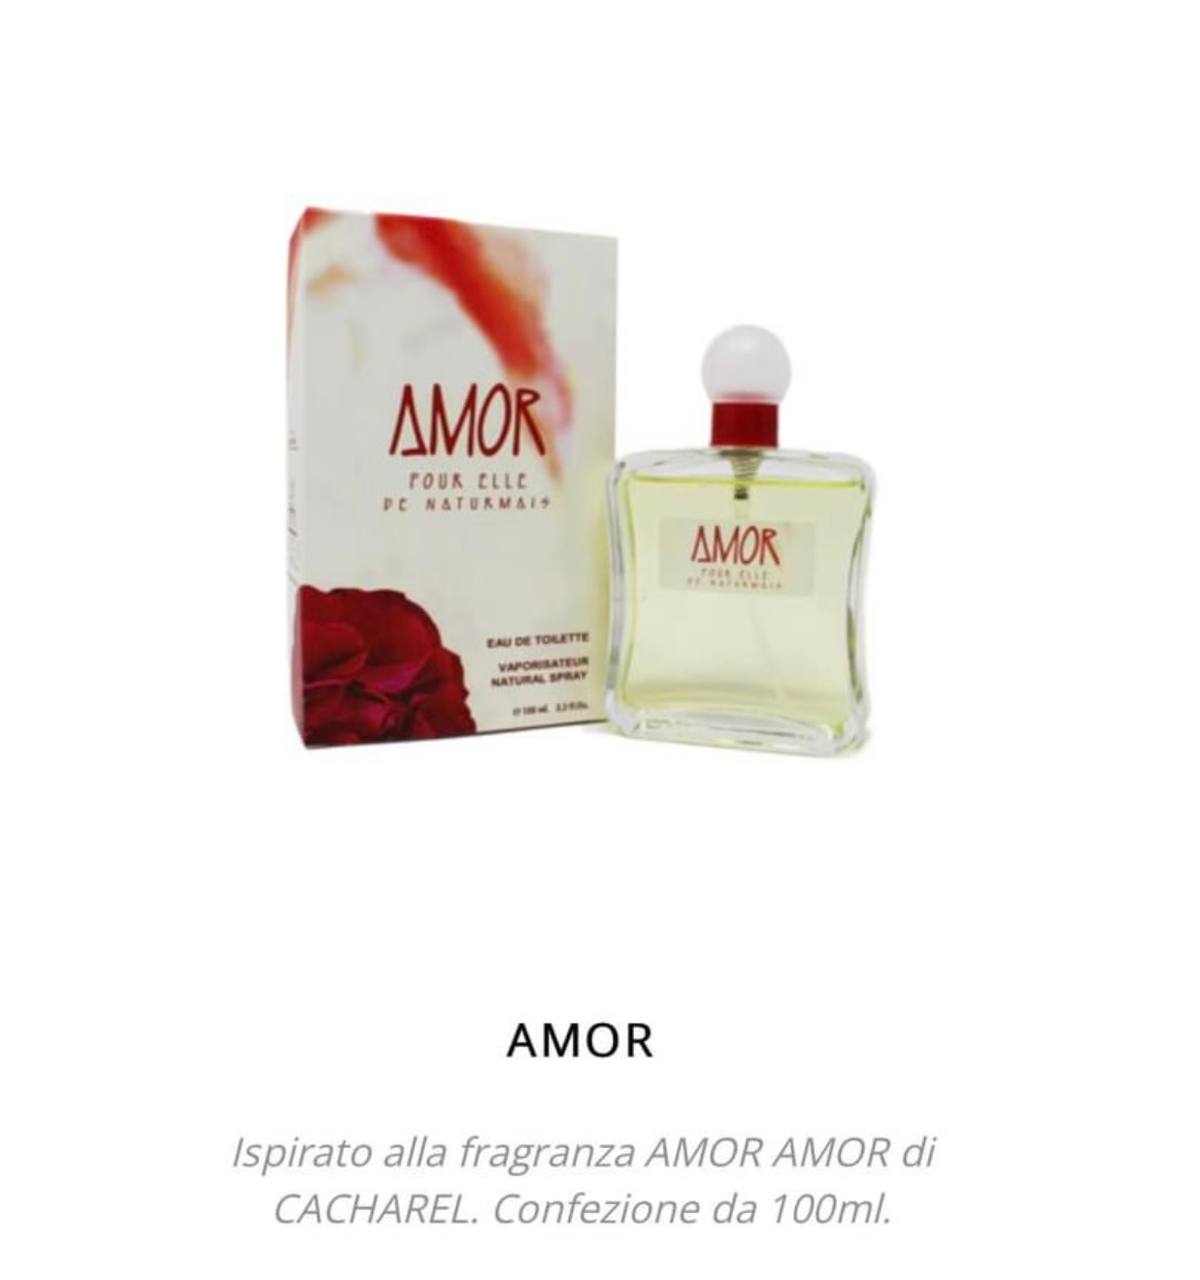 AMOR
POUR ELLE
DE NATURMAIS
EAU DE TOILETTE
VAPORISATEUR
NATURAL SPRAY
AMOR
POUR ELLE
DE NATURMAIS
AMOR
Ispirato alla fragranza AMOR AMOR di
CACHAREL. Confezione da 100ml.